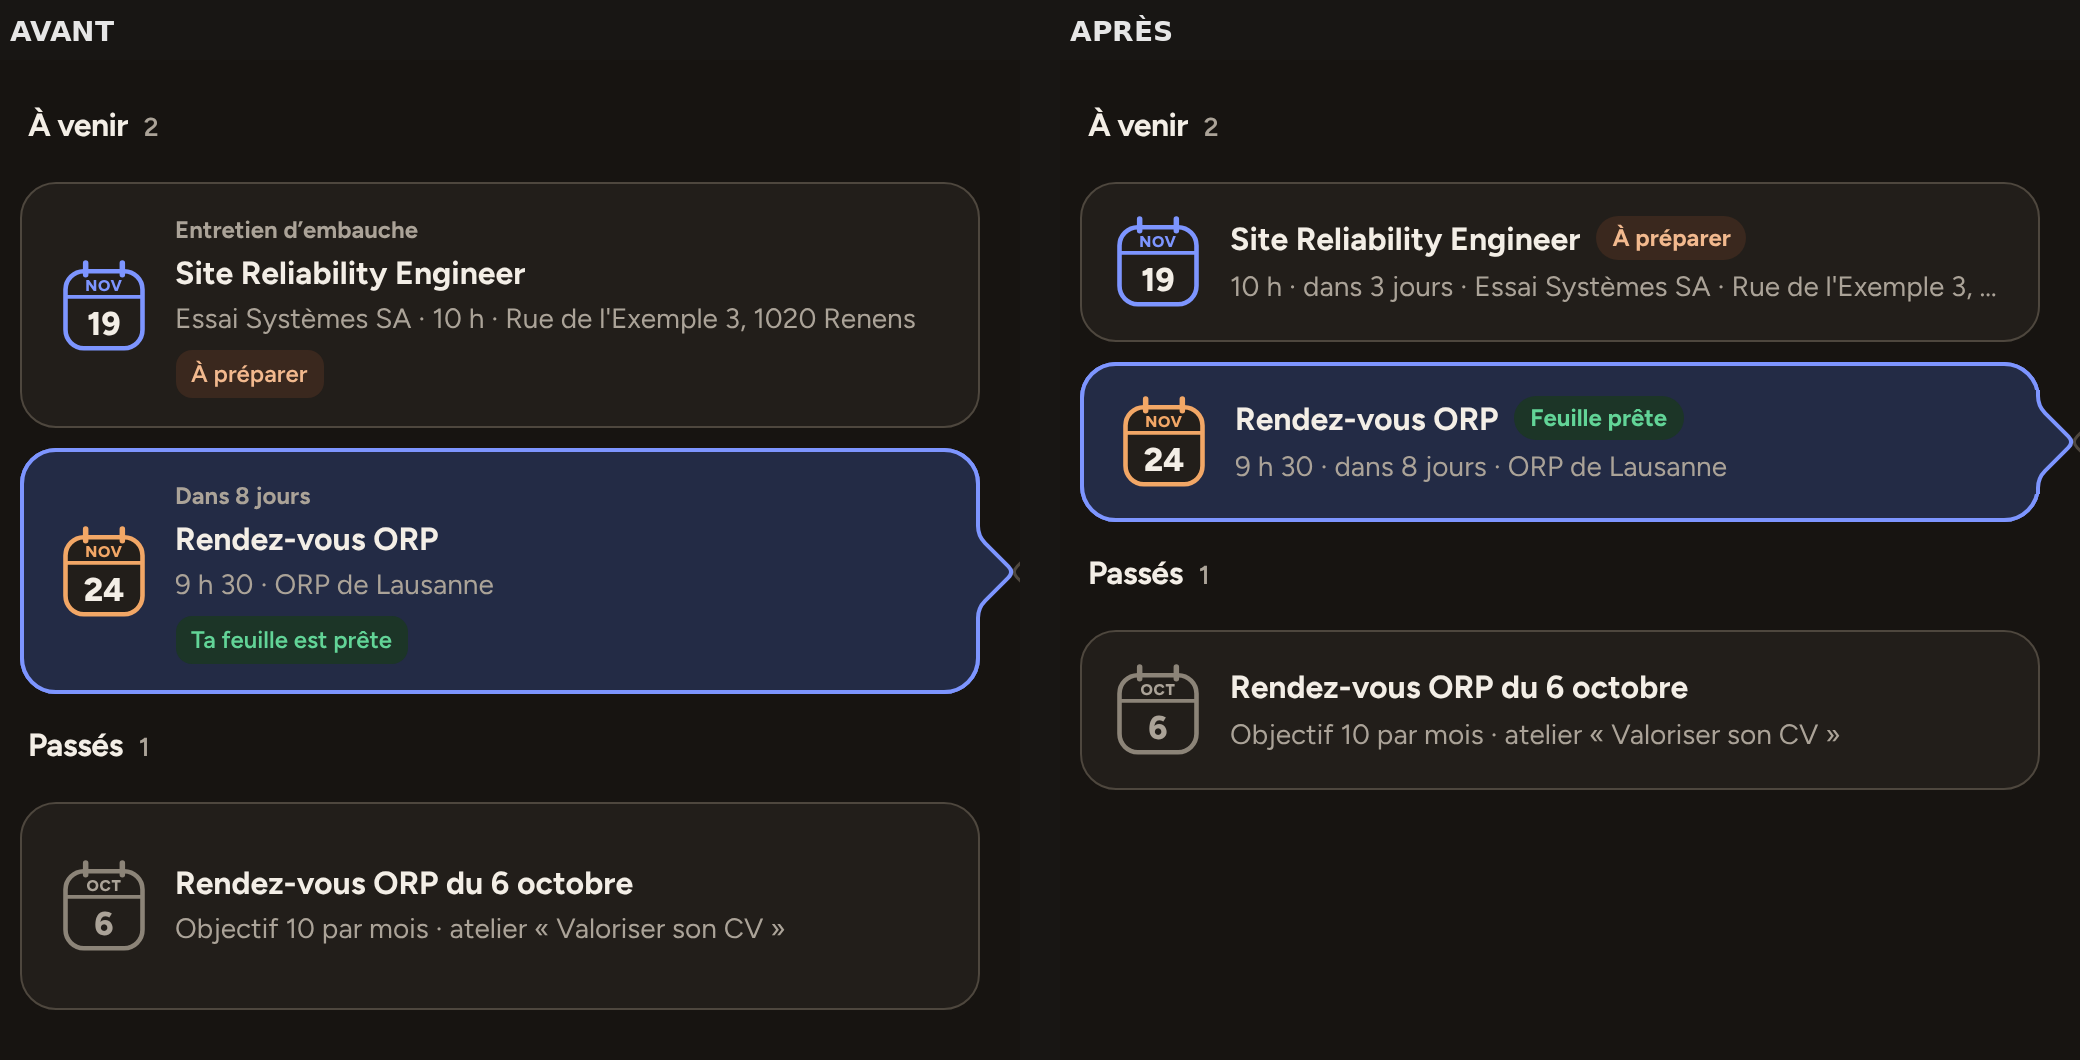 AVANT
À venir 2
Entretien d’embauche
NOV
19
Site Reliability Engineer
Essai Systèmes SA · 10 h · Rue de l'Exemple 3, 1020 Renens
À préparer
Dans 8 jours
NOV
24
Rendez-vous ORP
9 h 30 · ORP de Lausanne
Ta feuille est prête
Passés 1
OCT
6
Rendez-vous ORP du 6 octobre
Objectif 10 par mois · atelier « Valoriser son CV »
APRÈS
À venir 2
NOV
19
Site Reliability Engineer À préparer
10 h · dans 3 jours · Essai Systèmes SA · Rue de l'Exemple 3, ...
NOV
24
Rendez-vous ORP Feuille prête
9 h 30 · dans 8 jours · ORP de Lausanne
Passés 1
OCT
6
Rendez-vous ORP du 6 octobre
Objectif 10 par mois · atelier « Valoriser son CV »